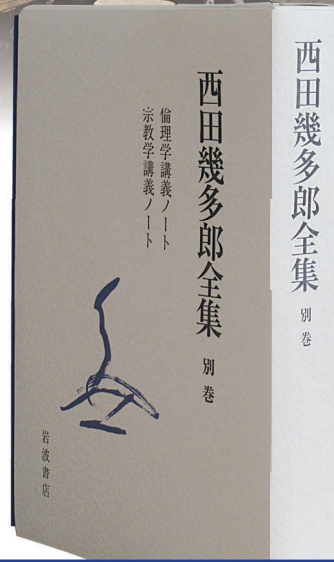 西田幾多郎全集 別巻
倫理学講義ノート
宗教学講義ノート
岩波書店
西田幾多郎全集 別巻